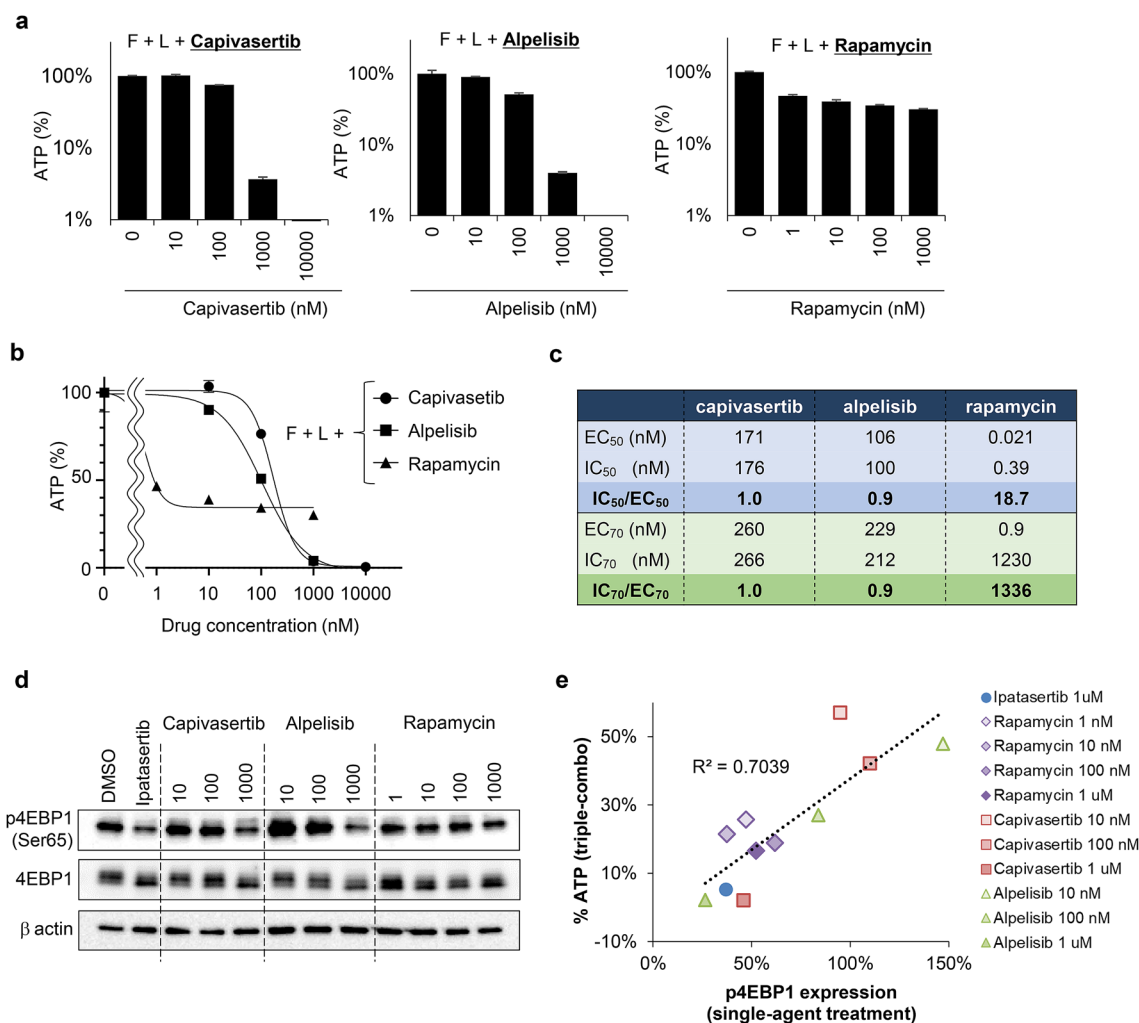 a
F + L + Capivasertib
F + L + Alpelisib
F + L + Rapamycin
ATP (%)
100%
10%
1%
0
10
100
1000
10000
Capivasertib (nM)
ATP (%)
100%
10%
1%
0
10
100
1000
10000
Alpelisib (nM)
ATP (%)
100%
10%
1%
0
1
10
100
1000
Rapamycin (nM)
b
ATP (%)
100
50
0
0
1
10
100
1000
10000
Drug concentration (nM)
F + L +
Capivasetib
Alpelisib
Rapamycin
c
capivasertib alpelisib rapamycin
EC50 (nM) 171 106 0.021
IC50 (nM) 176 100 0.39
IC50/EC50 1.0 0.9 18.7
EC70 (nM) 260 229 0.9
IC70 (nM) 266 212 1230
IC70/EC70 1.0 0.9 1336
d
Capivasertib Alpelisib Rapamycin
DMSO Ipatasertib 10 100 1000 10 100 1000 1 10 100 1000
p4EBP1
(Ser65)
4EBP1
β actin
e
% ATP (triple-combo)
50%
30%
10%
-10%
R² = 0.7039
0% 50% 100% 150%
p4EBP1 expression
(single-agent treatment)
Ipatasertib 1uM
Rapamycin 1 nM
Rapamycin 10 nM
Rapamycin 100 nM
Rapamycin 1 uM
Capivasertib 10 nM
Capivasertib 100 nM
Capivasertib 1 uM
Alpelisib 10 nM
Alpelisib 100 nM
Alpelisib 1 uM